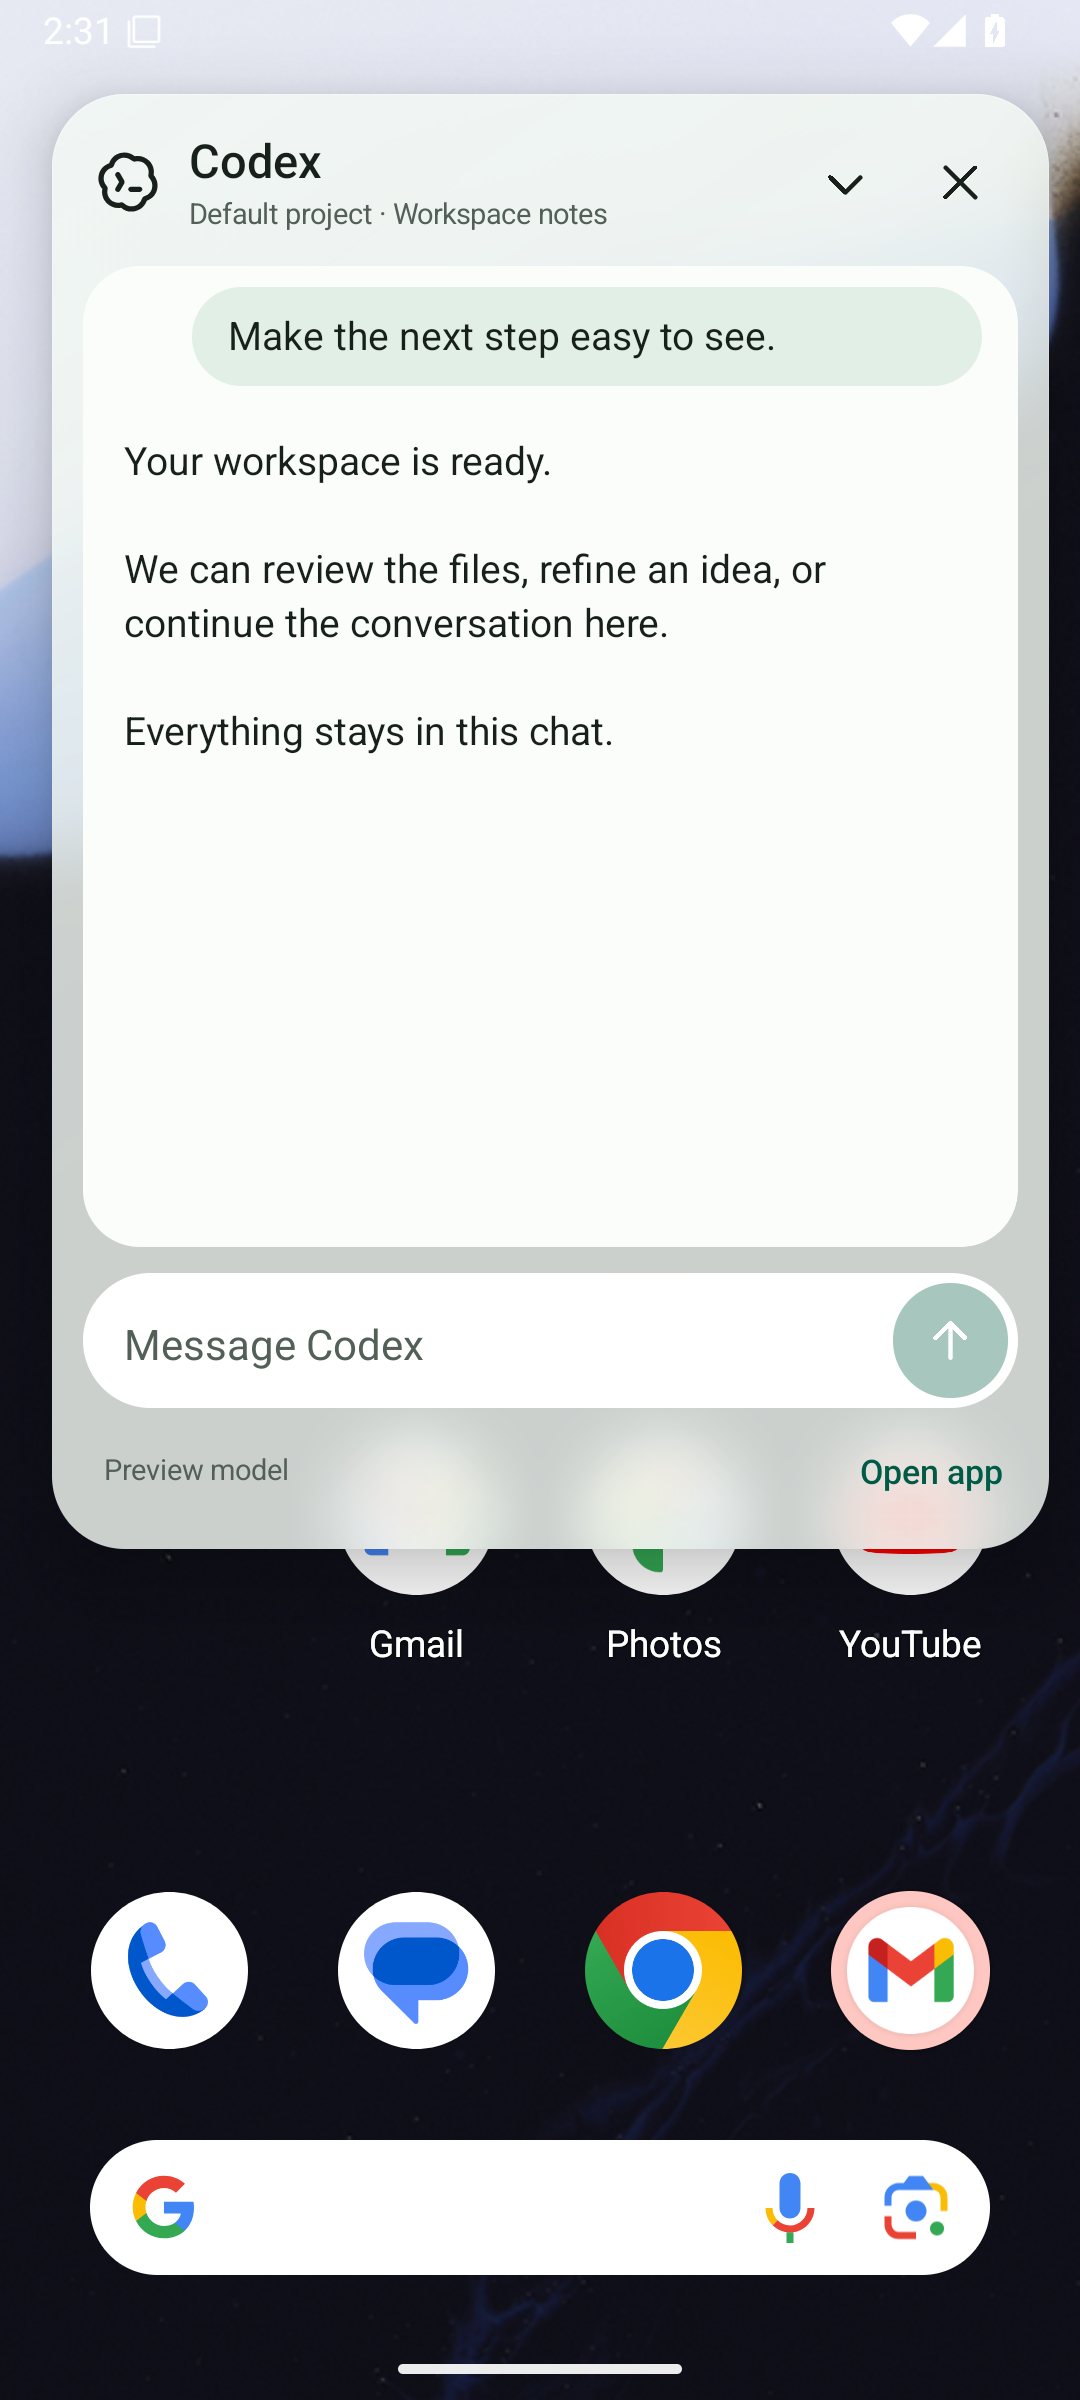 2:31
Codex
Default project · Workspace notes
Make the next step easy to see.
Your workspace is ready.
We can review the files, refine an idea, or
continue the conversation here.
Everything stays in this chat.
Message Codex
Preview model
Open app
Gmail
Photos
YouTube